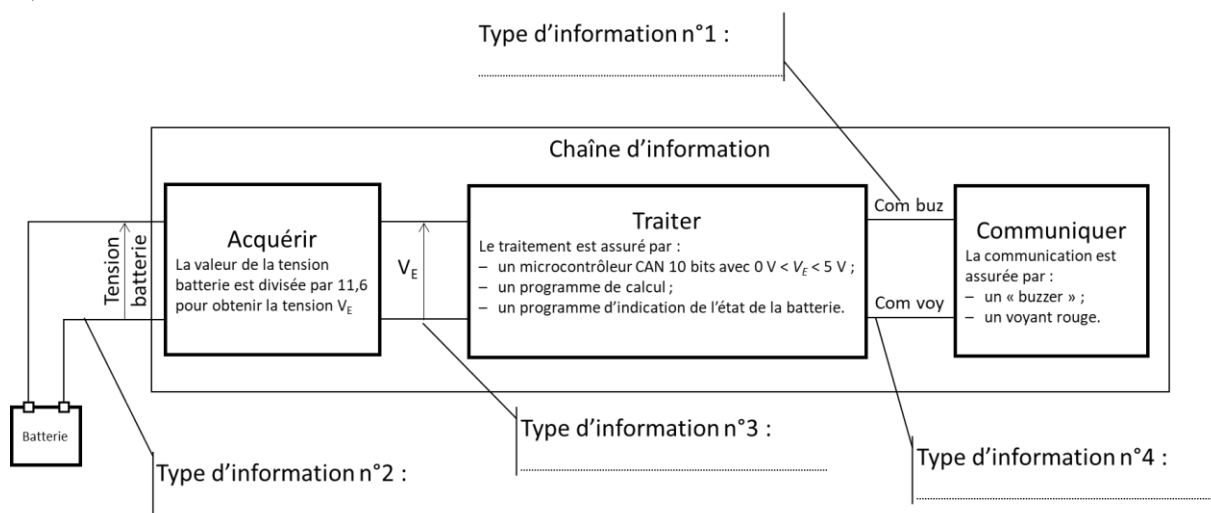 Type d’information n°1 :
Chaîne d’information
Tension
batterie
Acquérir
La valeur de la tension
batterie est divisée par 11,6
pour obtenir la tension VE
VE
Traiter
Le traitement est assuré par :
– un microcontrôleur CAN 10 bits avec 0 V < VE < 5 V ;
– un programme de calcul ;
– un programme d’indication de l’état de la batterie.
Com buz
Com voy
Communiquer
La communication est
assurée par :
– un « buzzer » ;
– un voyant rouge.
Batterie
Type d’information n°2 :
Type d’information n°3 :
Type d’information n°4 :